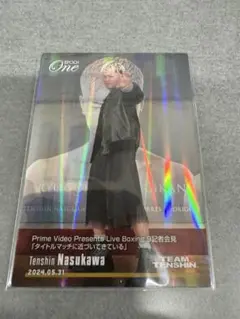 EPOCH
One
Prime Video Presents Live Boxing 8記者会見
「タイトルマッチに近づいてきている」
Tenshin Nasukawa
2024.05.31
TEAM
TENSHIN